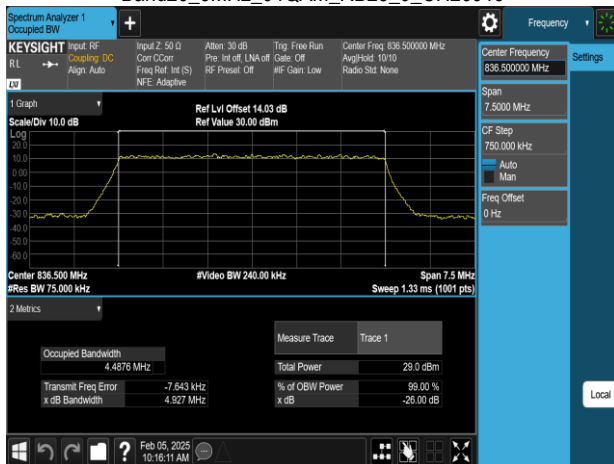 Spectrum Analyzer 1
Occupied BW
Frequency
KEYSIGHT
RL
LXI
Input: RF
Coupling: DC
Align: Auto
Input Z: 50 Ω
Corr CCorr
Freq Ref: Int (S)
NFE: Adaptive
Atten: 30 dB
Pre: Int off, LNA off
RF Presel: Off
Trig: Free Run
Gate: Off
#IF Gain: Low
Center Freq: 836.500000 MHz
Avg|Hold: 10/10
Radio Std: None
Center Frequency
836.500000 MHz
Settings
Span
7.5000 MHz
CF Step
750.000 kHz
Auto
Man
Freq Offset
0 Hz
Local
1 Graph
Scale/Div 10.0 dB
Ref Lvl Offset 14.03 dB
Ref Value 30.00 dBm
Log
20.0
10.0
0.00
-10.0
-20.0
-30.0
-40.0
-50.0
-60.0
Center 836.500 MHz
#Video BW 240.00 kHz
Span 7.5 MHz
#Res BW 75.000 kHz
Sweep 1.33 ms (1001 pts)
2 Metrics
Measure Trace Trace 1
Occupied Bandwidth
4.4876 MHz
Total Power 29.0 dBm
Transmit Freq Error -7.643 kHz
% of OBW Power 99.00 %
x dB Bandwidth 4.927 MHz
x dB -26.00 dB
Feb 05, 2025
10:16:11 AM